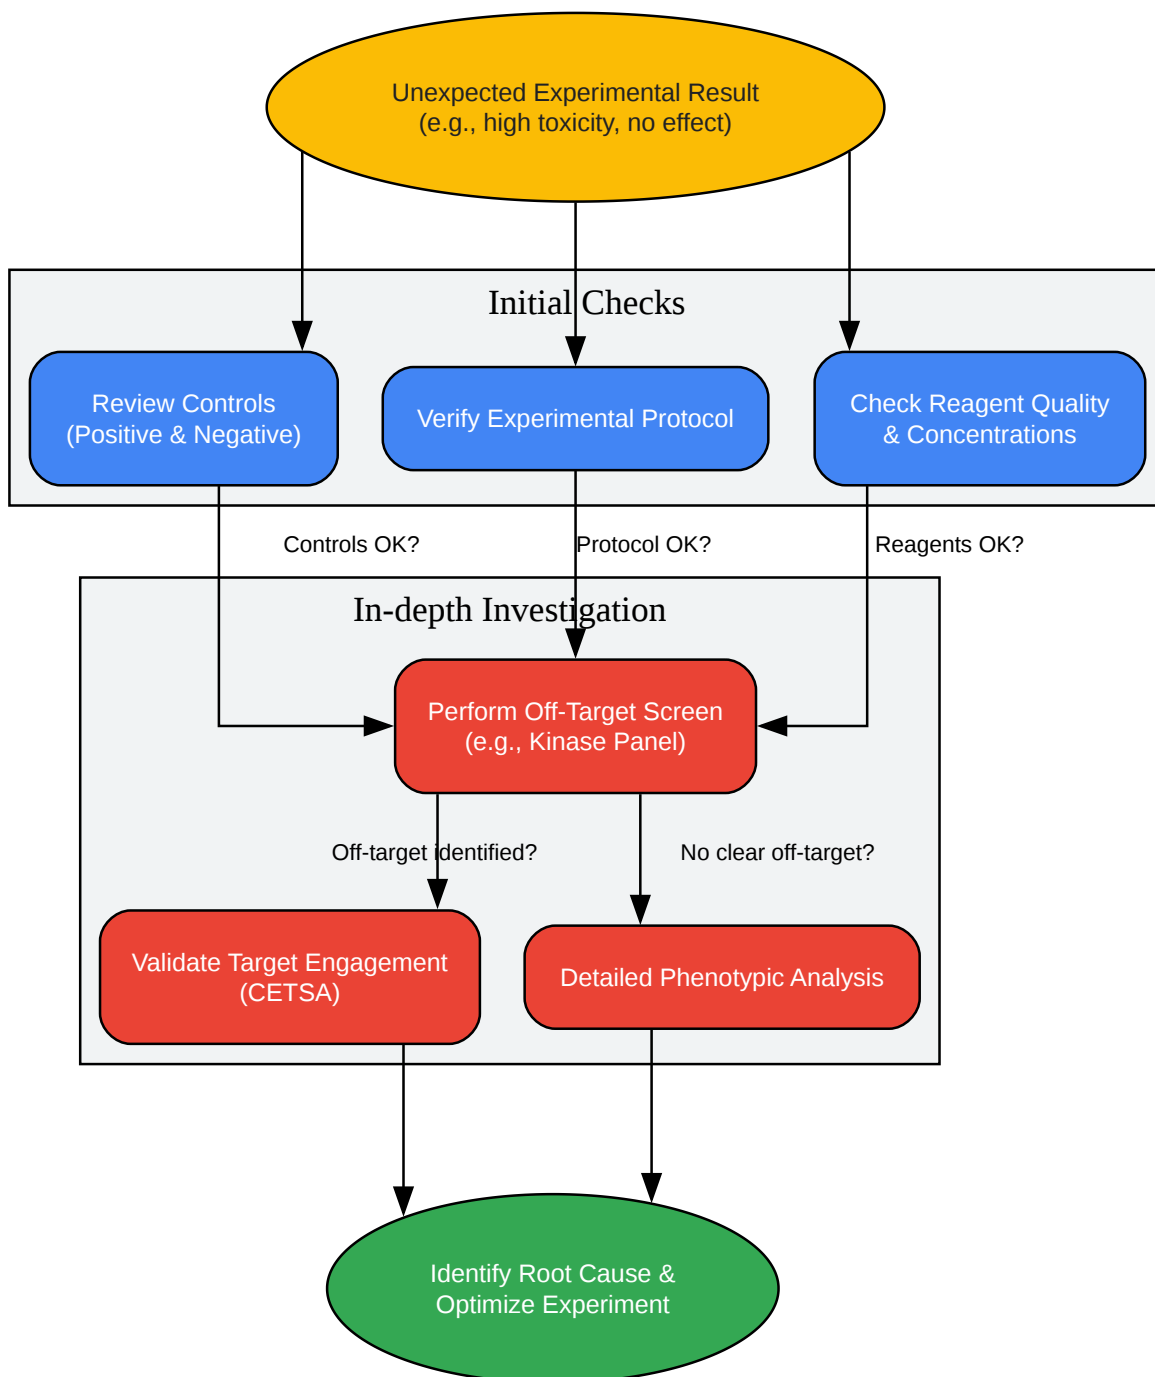 Unexpected Experimental Result
(e.g., high toxicity, no effect)
Initial Checks
Review Controls
(Positive & Negative)
Verify Experimental Protocol
Check Reagent Quality
& Concentrations
Controls OK?
Protocol OK?
Reagents OK?
In-depth Investigation
Perform Off-Target Screen
(e.g., Kinase Panel)
Off-target identified?
No clear off-target?
Validate Target Engagement
(CETSA)
Detailed Phenotypic Analysis
Identify Root Cause &
Optimize Experiment